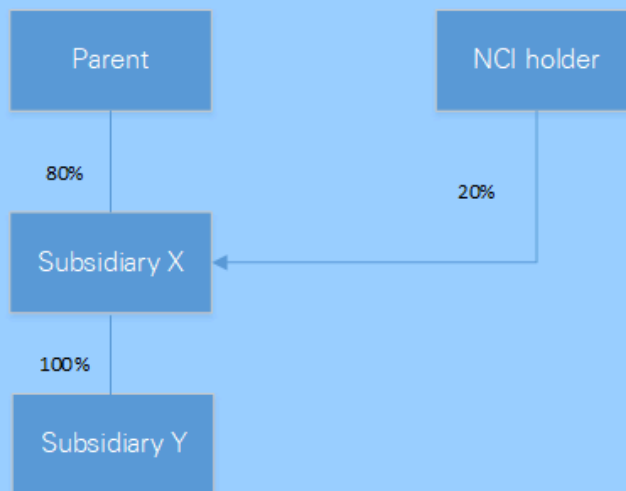 Parent
NCI holder
80%
20%
Subsidiary X
100%
Subsidiary Y